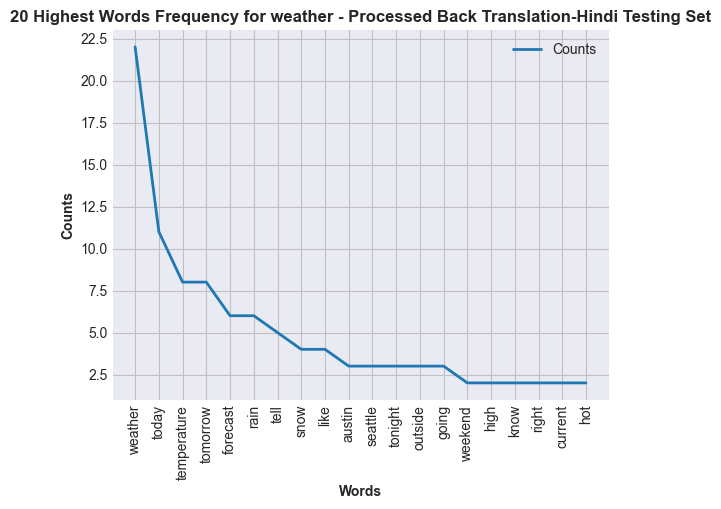 20 Highest Words Frequency for weather - Processed Back Translation-Hindi Testing Set
Counts
22.5
20.0
17.5
15.0
12.5
10.0
7.5
5.0
2.5
Counts
weather
today
temperature
tomorrow
forecast
rain
tell
snow
like
austin
seattle
tonight
outside
going
weekend
high
know
right
current
hot
Words